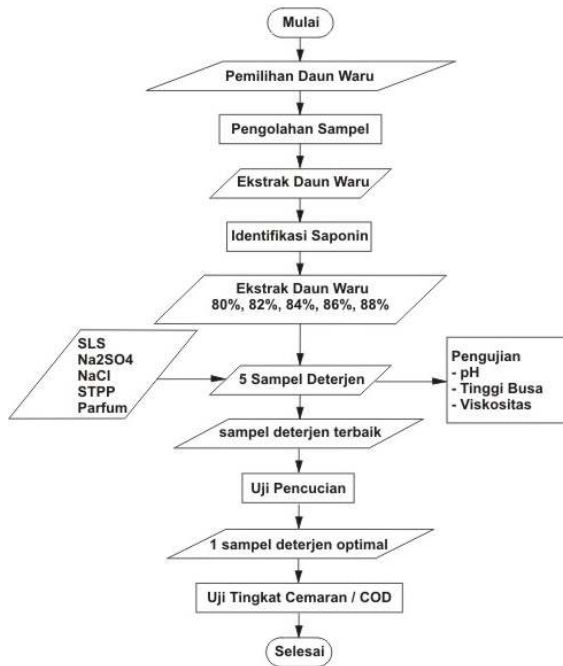 Mulai
Pemilihan Daun Waru
Pengolahan Sampel
Ekstrak Daun Waru
Identifikasi Saponin
Ekstrak Daun Waru
80%, 82%, 84%, 86%, 88%
SLS
Na2SO4
NaCl
STPP
Parfum
5 Sampel Deterjen
Pengujian
- pH
- Tinggi Busa
- Viskositas
sampel deterjen terbaik
Uji Pencucian
1 sampel deterjen optimal
Uji Tingkat Cemaran / COD
Selesai